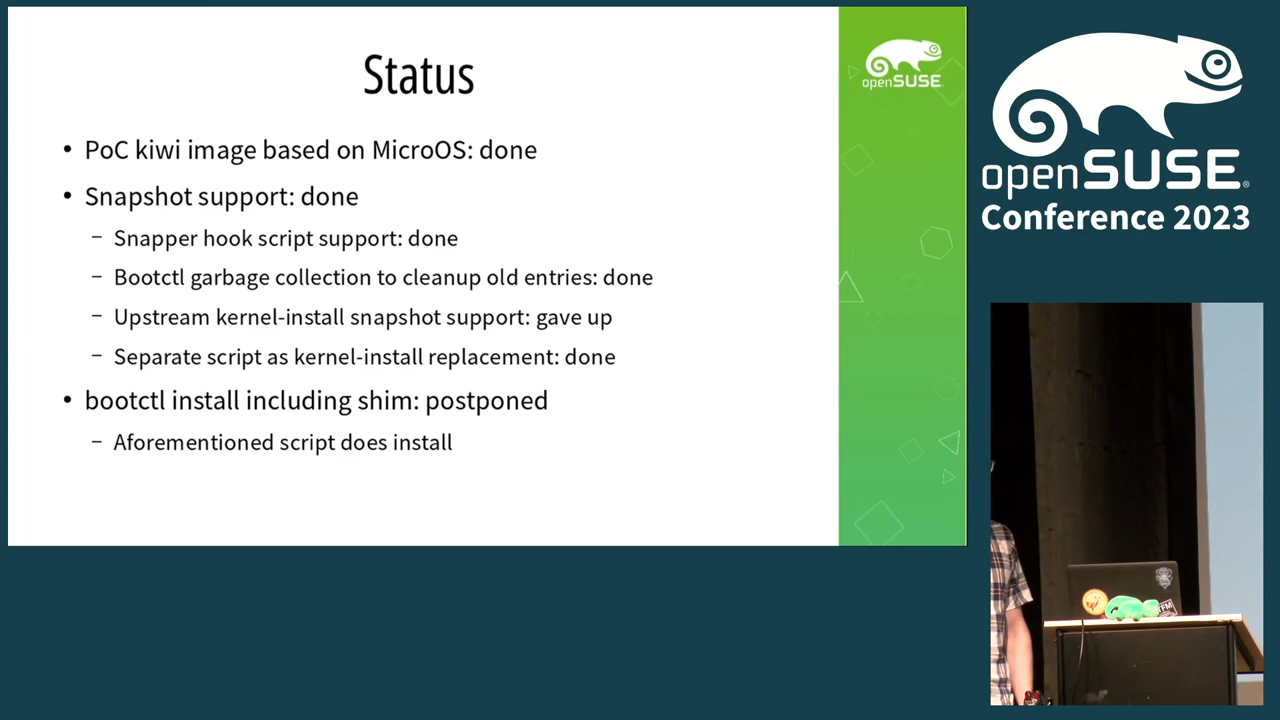 Status
• PoC kiwi image based on MicroOS: done
• Snapshot support: done
– Snapper hook script support: done
– Bootctl garbage collection to cleanup old entries: done
– Upstream kernel-install snapshot support: gave up
– Separate script as kernel-install replacement: done
• bootctl install including shim: postponed
– Aforementioned script does install
openSUSE
openSUSE®
Conference 2023